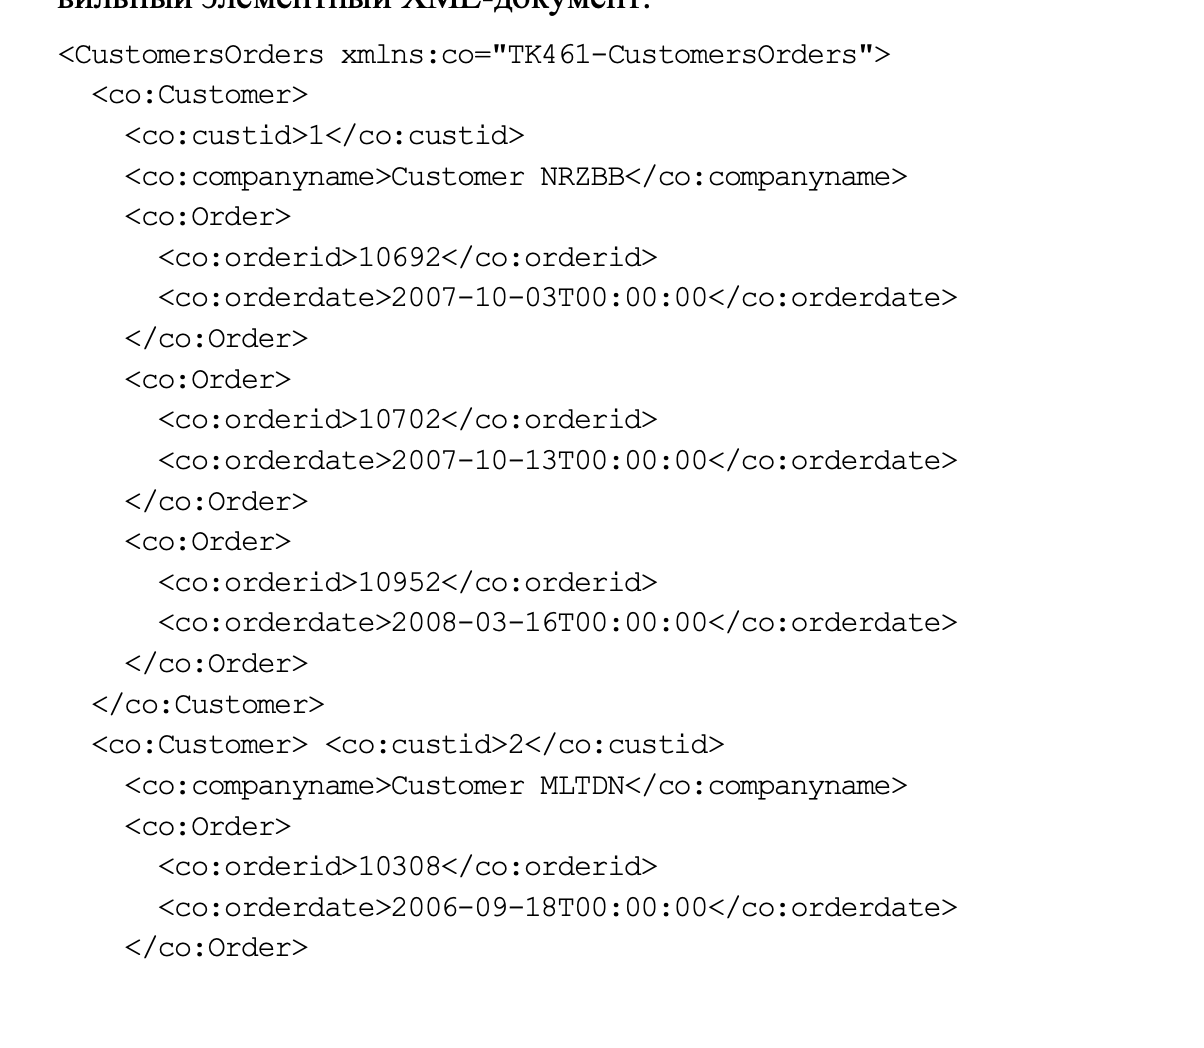 вильный элементный XML-документ.
<CustomersOrders xmlns:co="TK461-CustomersOrders">
<co:Customer>
<co:custid>1</co:custid>
<co:companyname>Customer NRZBB</co:companyname>
<co:Order>
<co:orderid>10692</co:orderid>
<co:orderdate>2007-10-03T00:00:00</co:orderdate>
</co:Order>
<co:Order>
<co:orderid>10702</co:orderid>
<co:orderdate>2007-10-13T00:00:00</co:orderdate>
</co:Order>
<co:Order>
<co:orderid>10952</co:orderid>
<co:orderdate>2008-03-16T00:00:00</co:orderdate>
</co:Order>
</co:Customer>
<co:Customer> <co:custid>2</co:custid>
<co:companyname>Customer MLTDN</co:companyname>
<co:Order>
<co:orderid>10308</co:orderid>
<co:orderdate>2006-09-18T00:00:00</co:orderdate>
</co:Order>